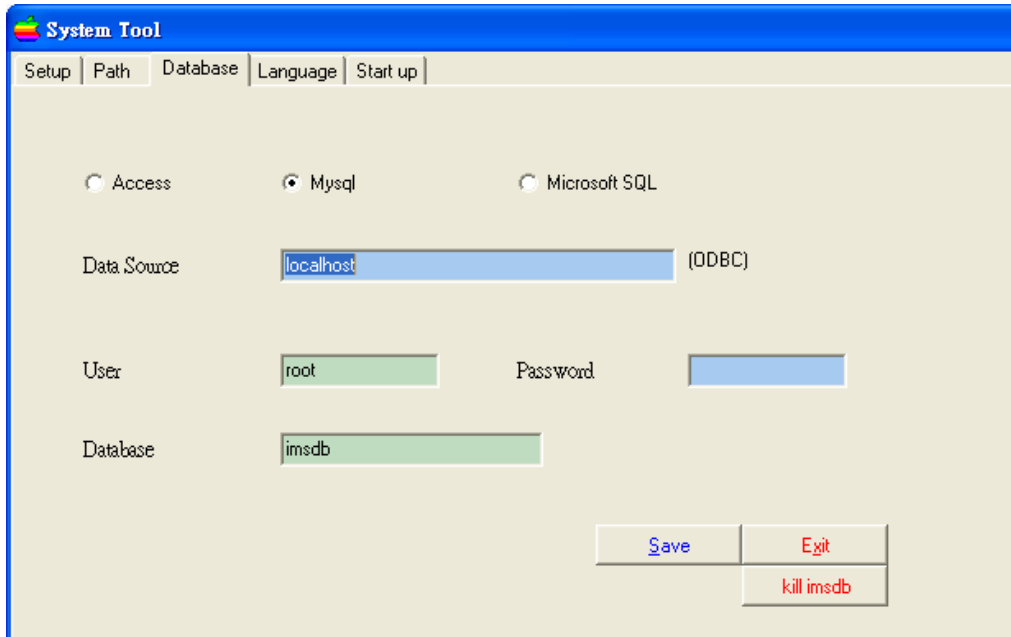 System Tool
Setup Path Database Language Start up
Access Mysql Microsoft SQL
Data Source localhost (ODBC)
User root Password
Database imsdb
Save Exit
kill imsdb